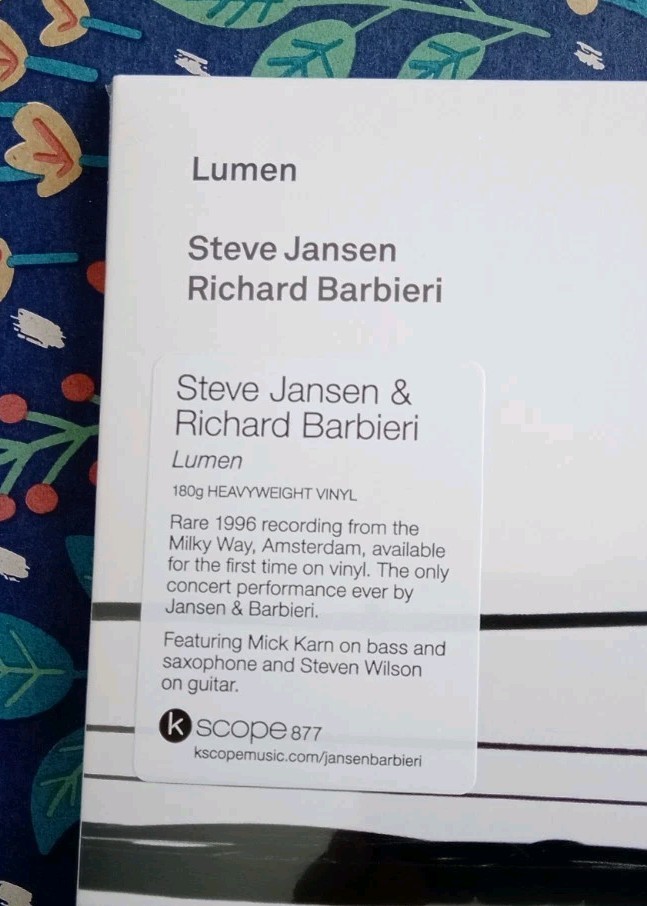 Lumen
Steve Jansen
Richard Barbieri
Steve Jansen &
Richard Barbieri
Lumen
180g HEAVYWEIGHT VINYL
Rare 1996 recording from the
Milky Way, Amsterdam, available
for the first time on vinyl. The only
concert performance ever by
Jansen & Barbieri.
Featuring Mick Karn on bass and
saxophone and Steven Wilson
on guitar.
k scope 877
kscopemusic.com/jansenbarbieri